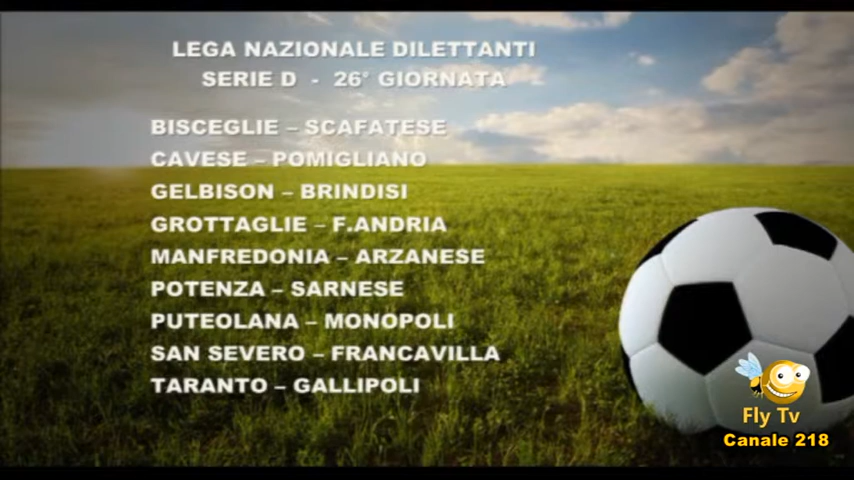 LEGA NAZIONALE DILETTANTI
SERIE D - 26° GIORNATA
BISCEGLIE – SCAFATESE
CAVESE – POMIGLIANO
GELBISON – BRINDISI
GROTTAGLIE – F.ANDRIA
MANFREDONIA – ARZANESE
POTENZA – SARNESE
PUTEOLANA – MONOPOLI
SAN SEVERO – FRANCAVILLA
TARANTO – GALLIPOLI
Fly Tv
Canale 218